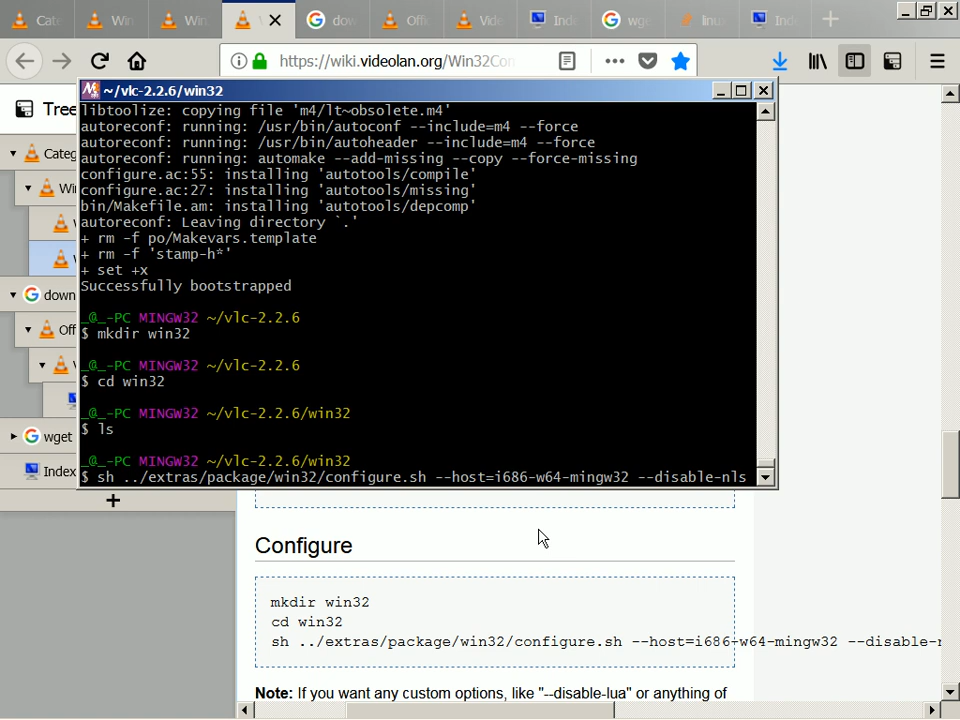 Cate
Win
Win
dow
Offi
Vide
Inde
wge
linu
Inde
https://wiki.videolan.org/Win32Con
~/vlc-2.2.6/win32
Tree
Categ
Wi
down
Off
wget
Index
libtoolize: copying file 'm4/lt~obsolete.m4'
autoreconf: running: /usr/bin/autoconf --include=m4 --force
autoreconf: running: /usr/bin/autoheader --include=m4 --force
autoreconf: running: automake --add-missing --copy --force-missing
configure.ac:55: installing 'autotools/compile'
configure.ac:27: installing 'autotools/missing'
bin/Makefile.am: installing 'autotools/depcomp'
autoreconf: Leaving directory `.'
+ rm -f po/Makevars.template
+ rm -f 'stamp-h*'
+ set +x
Successfully bootstrapped
_@_-PC MINGW32 ~/vlc-2.2.6
$ mkdir win32
_@_-PC MINGW32 ~/vlc-2.2.6
$ cd win32
_@_-PC MINGW32 ~/vlc-2.2.6/win32
$ ls
_@_-PC MINGW32 ~/vlc-2.2.6/win32
$ sh ../extras/package/win32/configure.sh --host=i686-w64-mingw32 --disable-nls
Configure
mkdir win32
cd win32
sh ../extras/package/win32/configure.sh --host=i686-w64-mingw32 --disable-n
Note: If you want any custom options, like "--disable-lua" or anything of